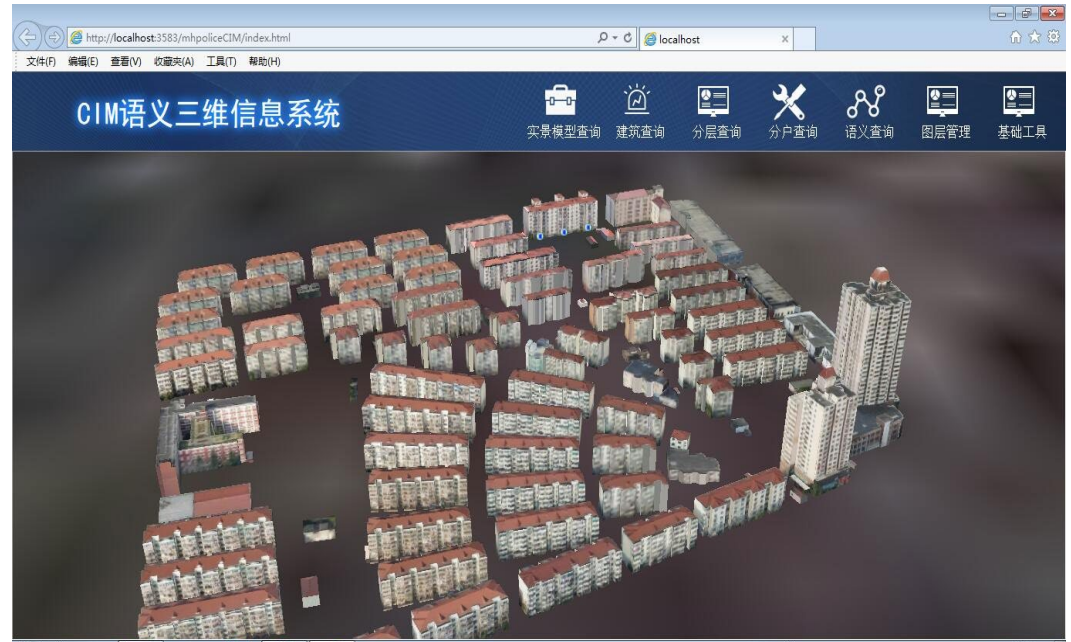 http://localhost:3583/mhpoliceCIM/index.html
localhost
文件(F) 编辑(E) 查看(V) 收藏夹(A) 工具(T) 帮助(H)
CIM语义三维信息系统
实景模型查询 建筑查询 分层查询 分户查询 语义查询 图层管理 基础工具